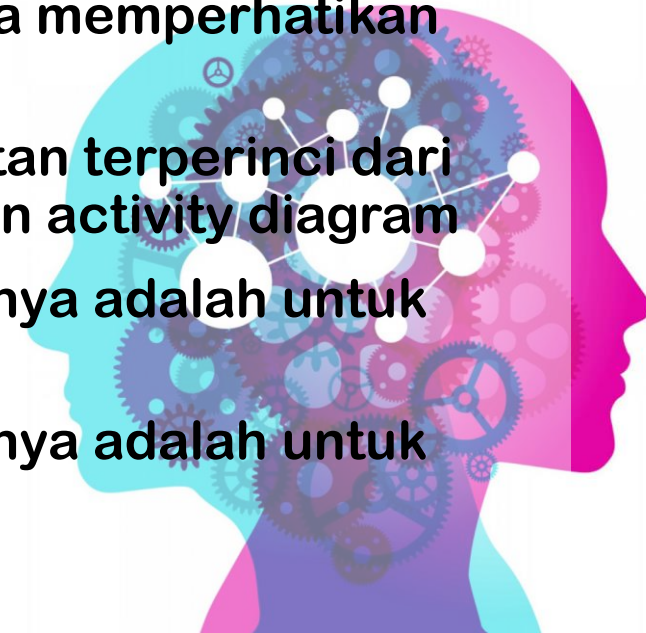 a memperhatikan
tan terperinci dari
n activity diagram
nya adalah untuk
nya adalah untuk